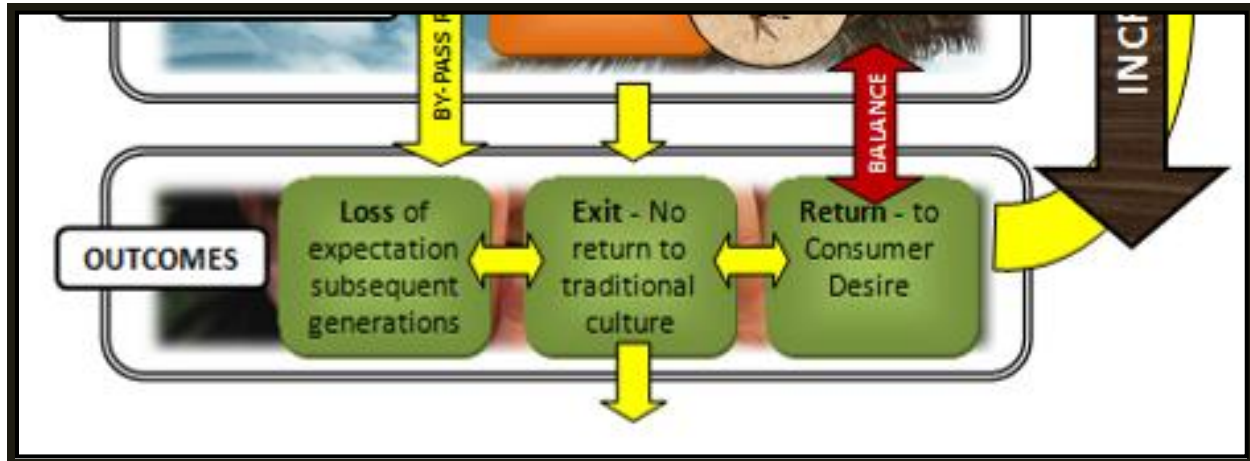 BY-PASS
BALANCE
OUTCOMES
Loss of
expectation
subsequent
generations
Exit - No
return to
traditional
culture
Return - to
Consumer
Desire